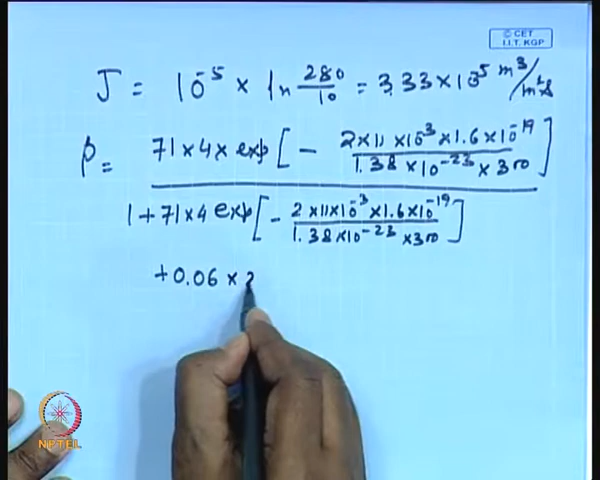 © CET
I.I.T. KGP
J = 10⁻⁵ × ln 280/10 = 3.33 × 10⁻⁵ m³/m²s
P = 71 × 4 × exp[ - 2 × 11 × 10⁻³ × 1.6 × 10⁻¹⁹ / 1.38 × 10⁻²³ × 300 ]
1 + 71 × 4 exp[ - 2 × 11 × 10⁻³ × 1.6 × 10⁻¹⁹ / 1.38 × 10⁻²³ × 300 ]
+ 0.06 × 2
NPTEL